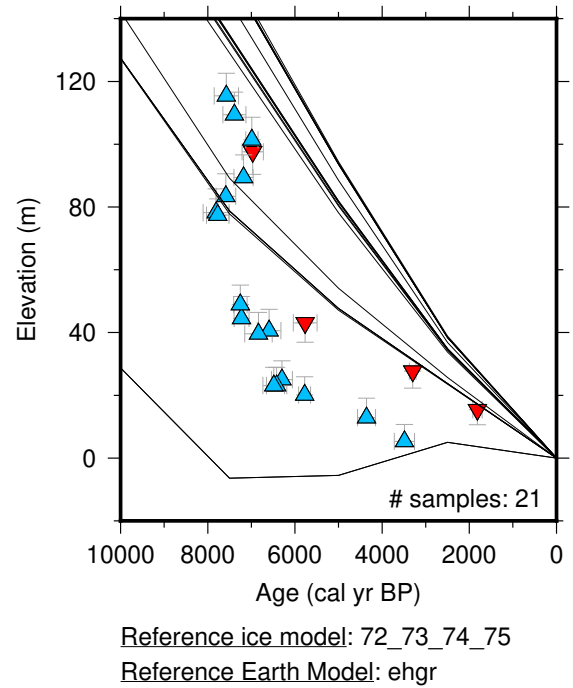 120
80
40
0
Elevation (m)
# samples: 21
10000 8000 6000 4000 2000 0
Age (cal yr BP)
Reference ice model: 72_73_74_75
Reference Earth Model: ehgr